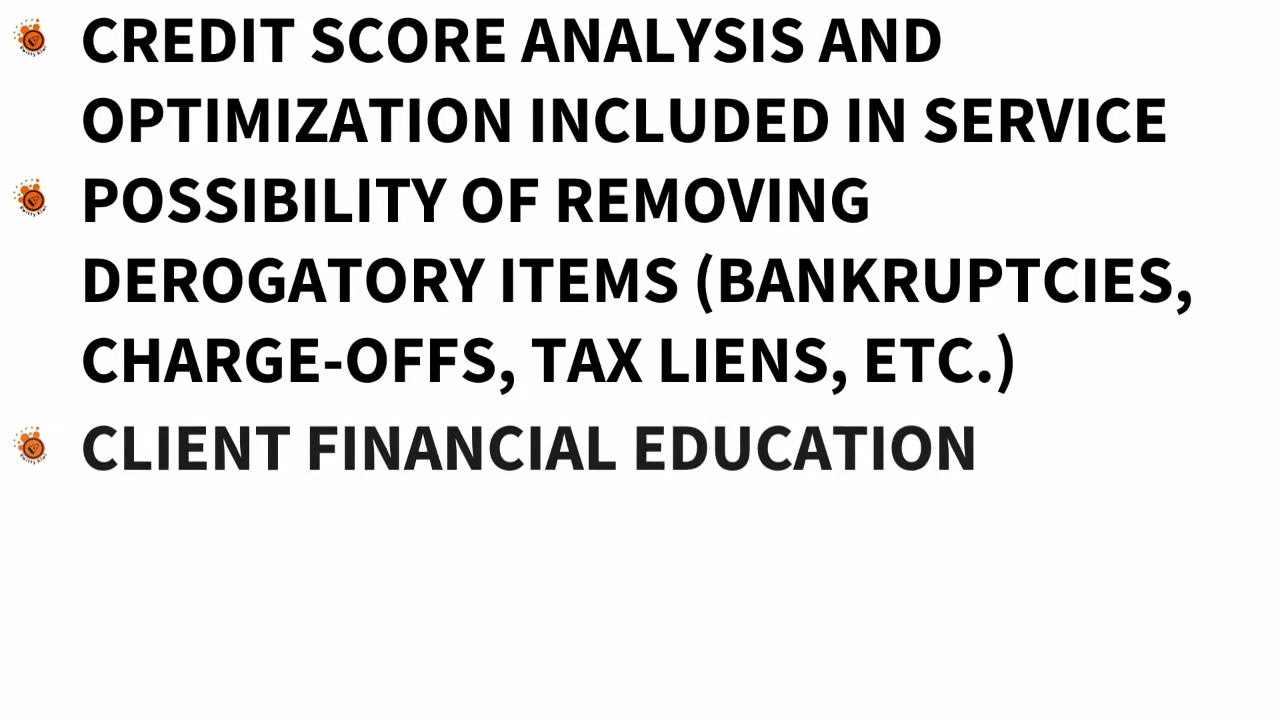 CREDIT SCORE ANALYSIS AND
OPTIMIZATION INCLUDED IN SERVICE
POSSIBILITY OF REMOVING
DEROGATORY ITEMS (BANKRUPTCIES,
CHARGE-OFFS, TAX LIENS, ETC.)
CLIENT FINANCIAL EDUCATION